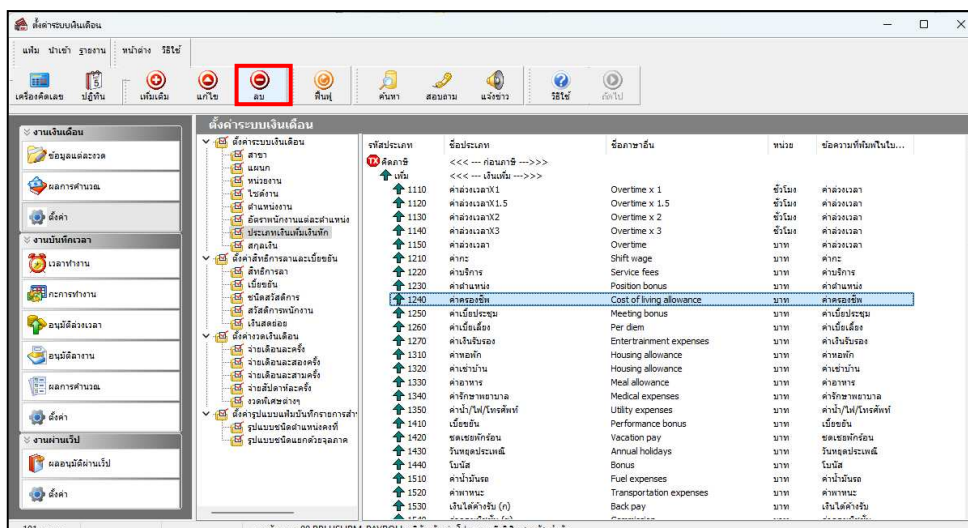 ตั้งค่าระบบเงินเดือน
แฟ้ม นำเข้า รายงาน หน้าต่าง วิธีใช้
เครื่องคิดเลข ปฏิทิน เพิ่มเติม แก้ไข ลบ พื้นฟู ค้นหา สอบถาม แจ้งข่าว วิธีใช้ ถัดไป
งานเงินเดือน
ข้อมูลแต่ละงวด
ผลการคำนวณ
ตั้งค่า
งานบันทึกเวลา
เวลาทำงาน
กะการทำงาน
อนุมัติล่วงเวลา
อนุมัติลางาน
ผลการคำนวณ
ตั้งค่า
งานผ่านเว็ป
ผลอนุมัติผ่านเว็ป
ตั้งค่า
ตั้งค่าระบบเงินเดือน
ตั้งค่าระบบเงินเดือน
สาขา
แผนก
หน่วยงาน
ไซต์งาน
ตำแหน่งงาน
อัตราพนักงานแต่ละตำแหน่ง
ประเภทเงินเพิ่มเงินหัก
สกุลเงิน
ตั้งค่าสิทธิการลาและเบี้ยขยัน
สิทธิการลา
เบี้ยขยัน
ชนิดสวัสดิการ
สวัสดิการพนักงาน
เงินสดย่อย
ตั้งค่างวดเงินเดือน
จ่ายเดือนละครั้ง
จ่ายเดือนละสองครั้ง
จ่ายเดือนละสามครั้ง
จ่ายสัปดาห์ละครั้ง
งวดพิเศษต่างๆ
ตั้งค่ารูปแบบแฟ้มบันทึกรายการสำ
รูปแบบชนิดตำแหน่งคงที่
รูปแบบชนิดแยกด้วยจุลภาค
รหัสประเภท ชื่อประเภท ชื่อภาษาอื่น หน่วย ข้อความที่พิมพ์ในใบ...
TX คิดภาษี <<< --- ก่อนภาษี --->>>
เพิ่ม <<< --- เงินเพิ่ม --->>>
1110 ค่าล่วงเวลาX1 Overtime x 1 ชั่วโมง ค่าล่วงเวลา
1120 ค่าล่วงเวลาX1.5 Overtime x 1.5 ชั่วโมง ค่าล่วงเวลา
1130 ค่าล่วงเวลาX2 Overtime x 2 ชั่วโมง ค่าล่วงเวลา
1140 ค่าล่วงเวลาX3 Overtime x 3 ชั่วโมง ค่าล่วงเวลา
1150 ค่าล่วงเวลา Overtime บาท ค่าล่วงเวลา
1210 ค่ากะ Shift wage บาท ค่ากะ
1220 ค่าบริการ Service fees บาท ค่าบริการ
1230 ค่าตำแหน่ง Position bonus บาท ค่าตำแหน่ง
1240 ค่าครองชีพ Cost of living allowance บาท ค่าครองชีพ
1250 ค่าเบี้ยประชุม Meeting bonus บาท ค่าเบี้ยประชุม
1260 ค่าเบี้ยเลี้ยง Per diem บาท ค่าเบี้ยเลี้ยง
1270 ค่าเงินรับรอง Entertrainment expenses บาท ค่าเงินรับรอง
1310 ค่าหอพัก Housing allowance บาท ค่าหอพัก
1320 ค่าเช่าบ้าน Housing allowance บาท ค่าเช่าบ้าน
1330 ค่าอาหาร Meal allowance บาท ค่าอาหาร
1340 ค่ารักษาพยาบาล Medical expenses บาท ค่ารักษาพยาบาล
1350 ค่าน้ำ/ไฟ/โทรศัพท์ Utility expenses บาท ค่าน้ำ/ไฟ/โทรศัพท์
1410 เบี้ยขยัน Performance bonus บาท เบี้ยขยัน
1420 ชดเชยพักร้อน Vacation pay บาท ชดเชยพักร้อน
1430 วันหยุดประเพณี Annual holidays บาท วันหยุดประเพณี
1440 โบนัส Bonus บาท โบนัส
1510 ค่าน้ำมันรถ Fuel expenses บาท ค่าน้ำมันรถ
1520 ค่าพาหนะ Transportation expenses บาท ค่าพาหนะ
1530 เงินได้ค้างรับ (ก) Back pay บาท เงินได้ค้างรับ